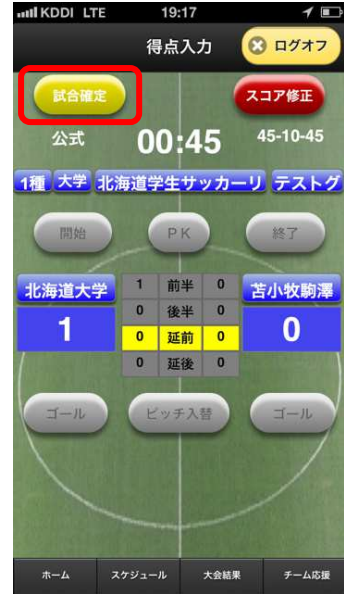 KDDI LTE 19:17
得点入力 ログオフ
試合確定 スコア修正
公式 00:45 45-10-45
1種 大学 北海道学生サッカーリ テストグ
開始 PK 終了
北海道大学 1 前半 0 苫小牧駒澤
0 後半 0
1 0 延前 0 0
0 延後 0
ゴール ピッチ入替 ゴール
ホーム スケジュール 大会結果 チーム応援